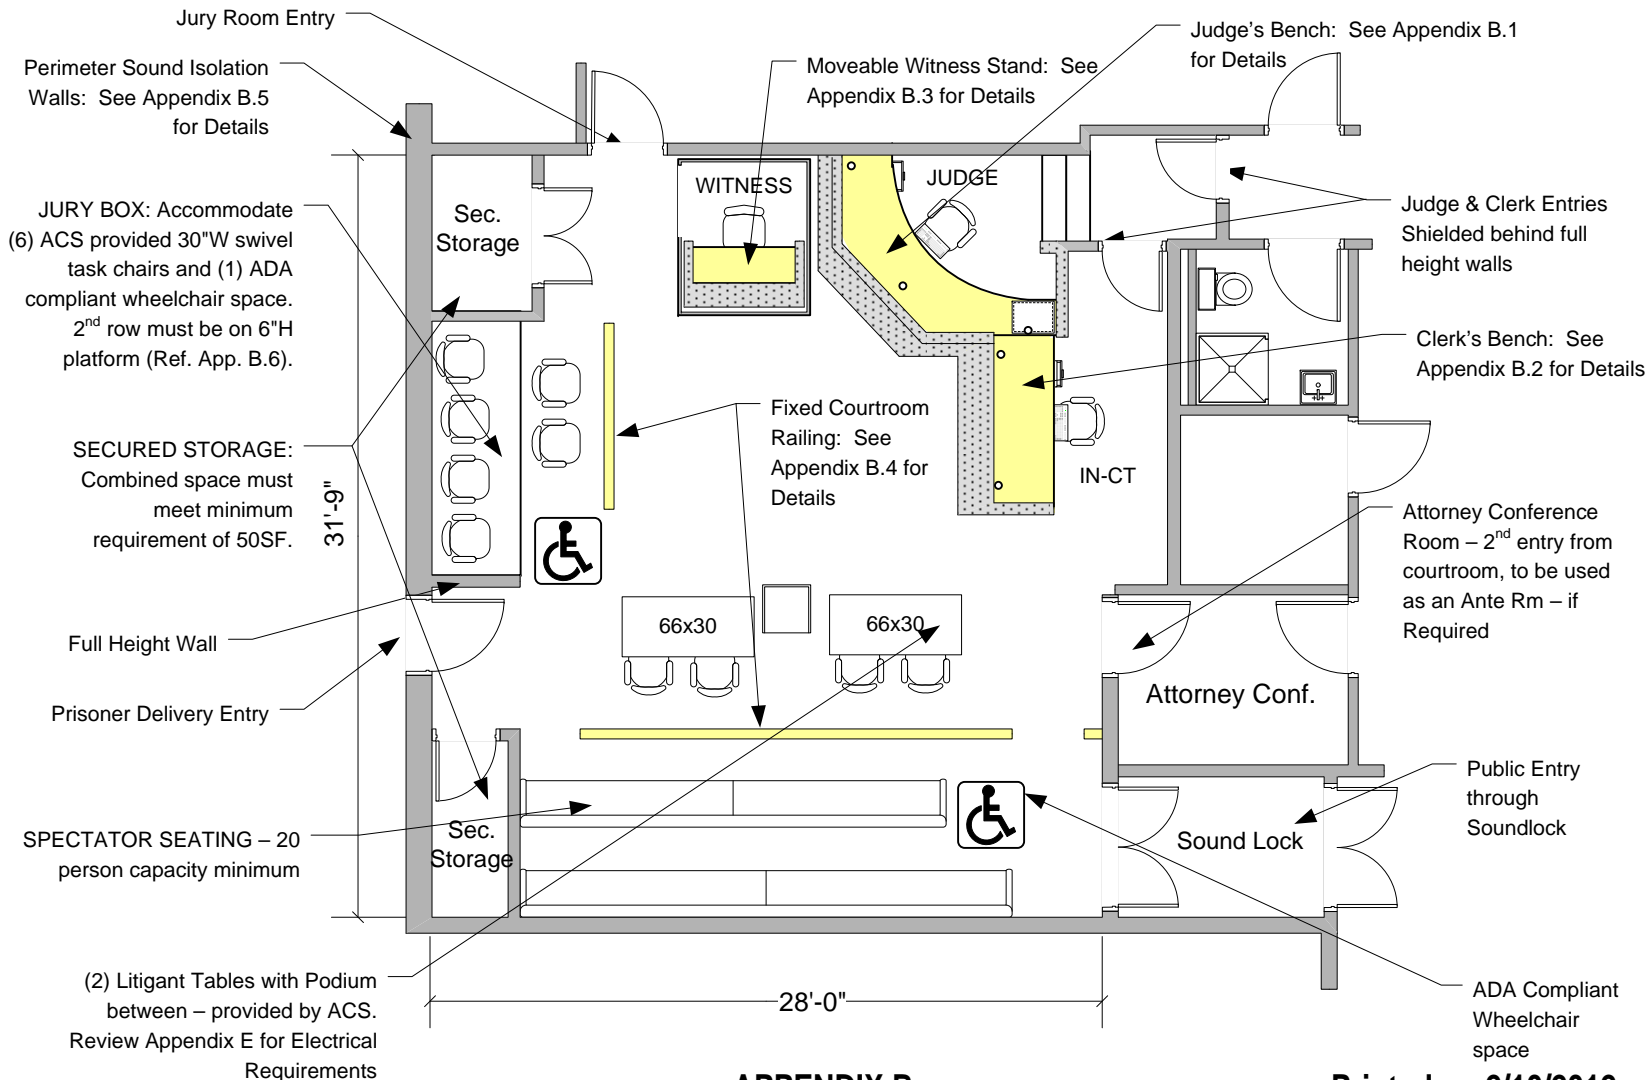 Jury Room Entry
Perimeter Sound Isolation
Walls: See Appendix B.5
for Details
Moveable Witness Stand: See
Appendix B.3 for Details
Judge's Bench: See Appendix B.1
for Details
JURY BOX: Accommodate
(6) ACS provided 30"W swivel
task chairs and (1) ADA
compliant wheelchair space.
2nd row must be on 6"H
platform (Ref. App. B.6).
Sec.
Storage
WITNESS
JUDGE
Judge & Clerk Entries
Shielded behind full
height walls
Clerk's Bench: See
Appendix B.2 for Details
SECURED STORAGE:
Combined space must
meet minimum
requirement of 50SF.
31'-9"
Fixed Courtroom
Railing: See
Appendix B.4 for
Details
IN-CT
Attorney Conference
Room – 2nd entry from
courtroom, to be used
as an Ante Rm – if
Required
Full Height Wall
66x30
66x30
Prisoner Delivery Entry
Attorney Conf.
Public Entry
through
Soundlock
SPECTATOR SEATING – 20
person capacity minimum
Sec.
Storage
Sound Lock
(2) Litigant Tables with Podium
between – provided by ACS.
Review Appendix E for Electrical
Requirements
28'-0"
ADA Compliant
Wheelchair
space
APPENDIX B
Printed on 2/10/2012